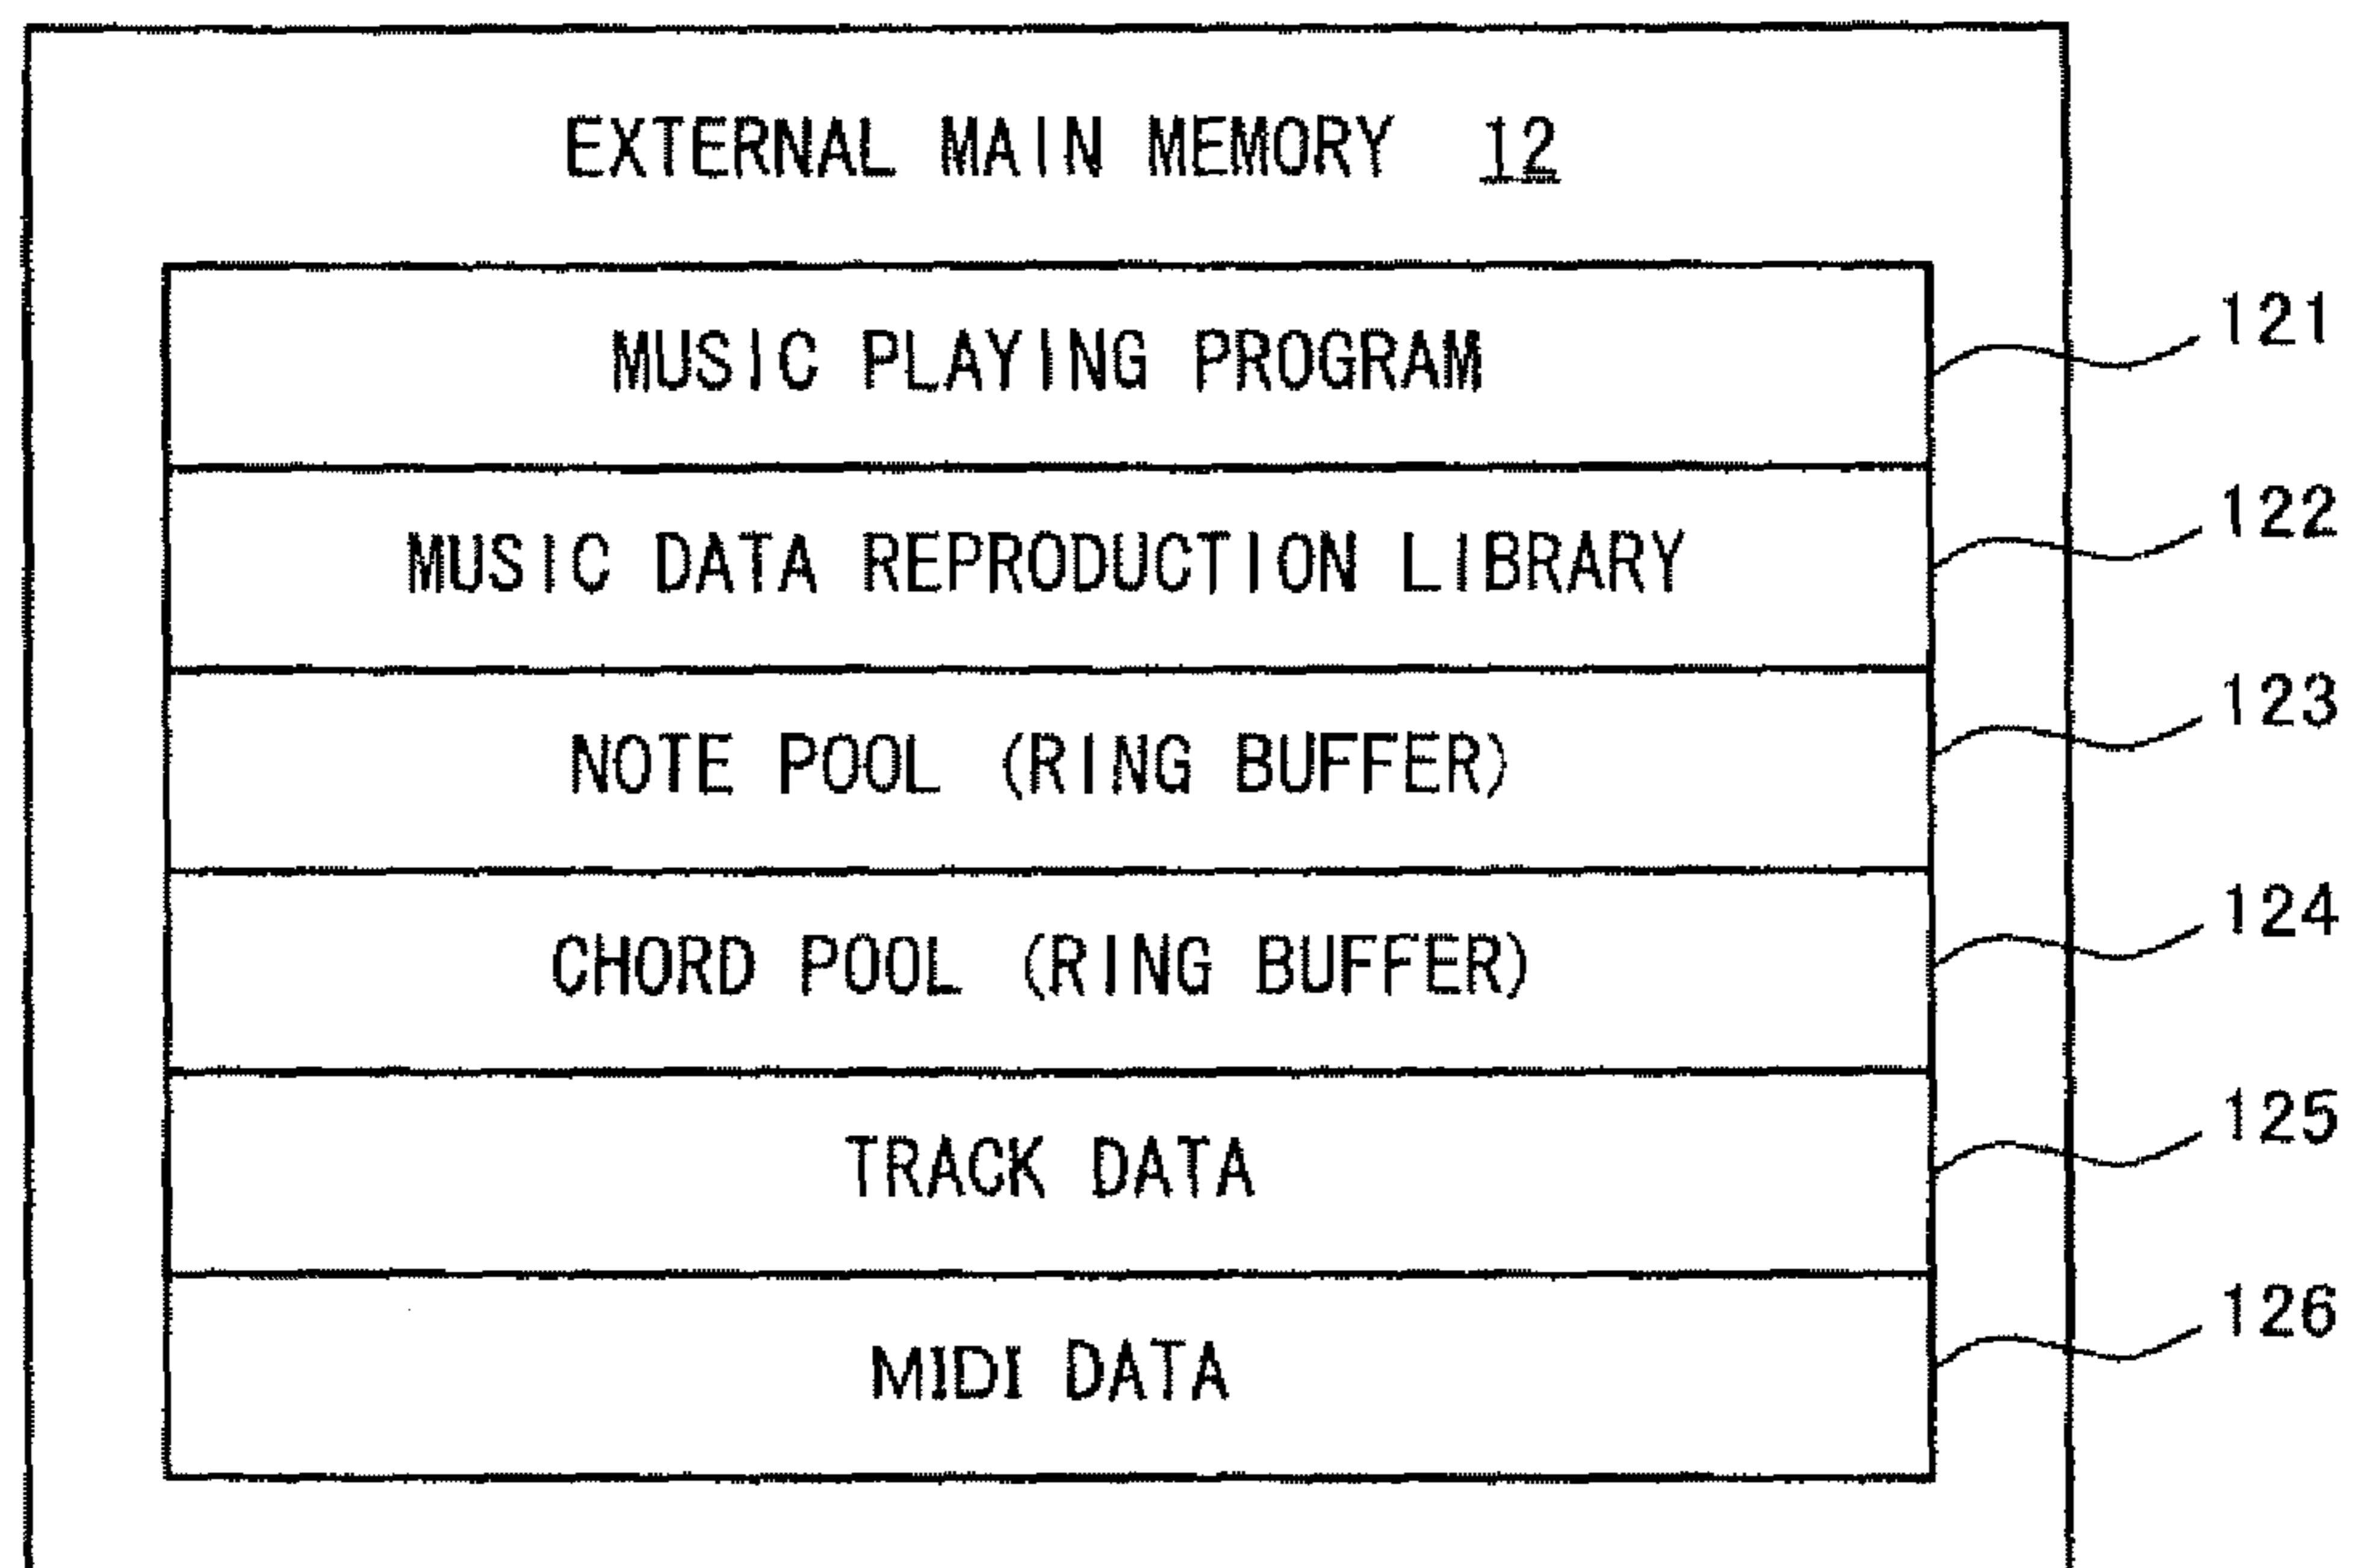 EXTERNAL MAIN MEMORY 12
MUSIC PLAYING PROGRAM 121
MUSIC DATA REPRODUCTION LIBRARY 122
NOTE POOL (RING BUFFER) 123
CHORD POOL (RING BUFFER) 124
TRACK DATA 125
MIDI DATA 126